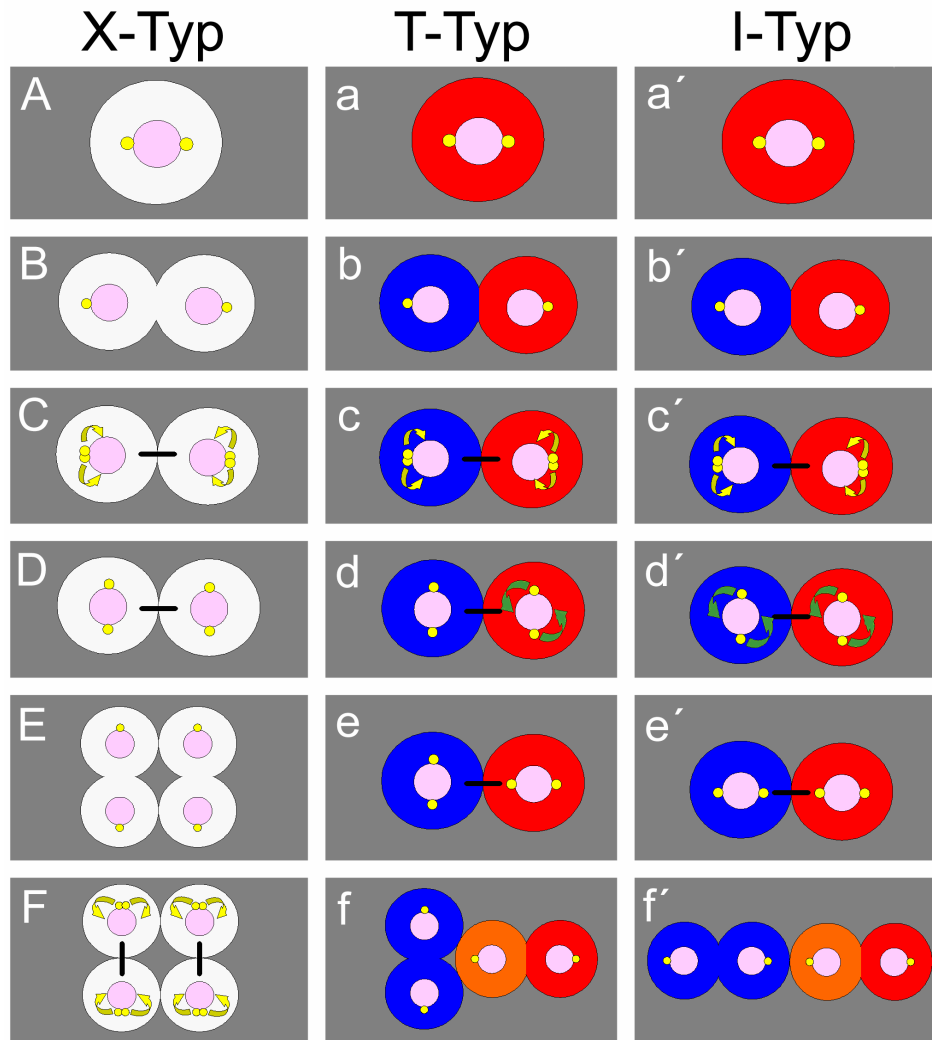 X-Typ T-Typ I-Typ
A a a´
B b b´
C c c´
D d d´
E e e´
F f f´